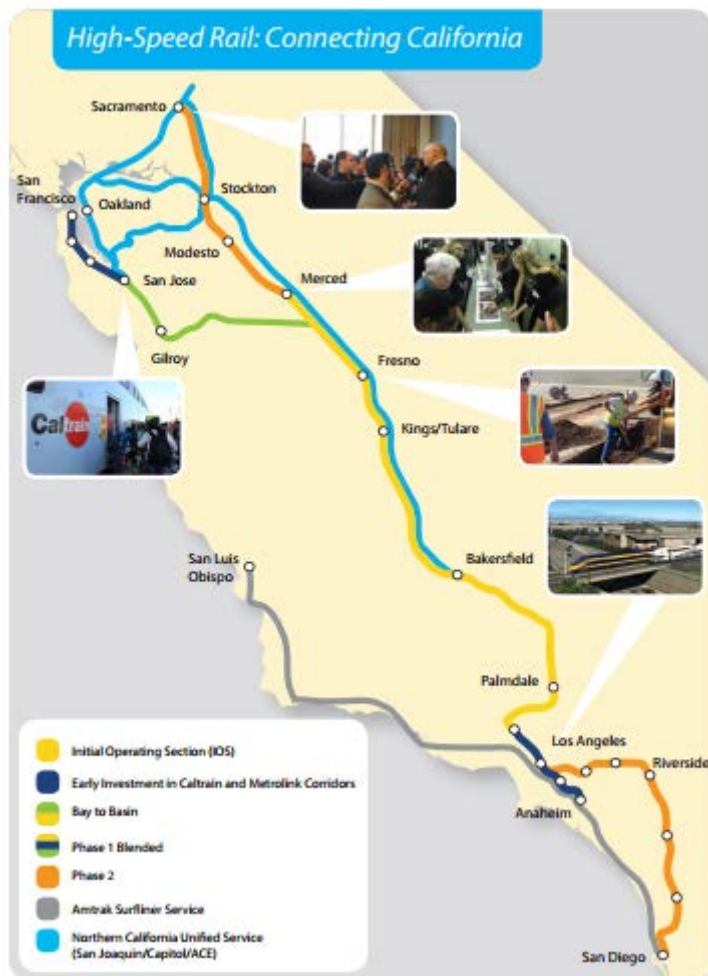 High-Speed Rail: Connecting California
Sacramento
San
Francisco
Oakland
Stockton
Modesto
San Jose
Merced
Gilroy
Fresno
Caltrain
Kings/Tulare
San Luis
Obispo
Bakersfield
Palmdale
Los Angeles
Riverside
Anaheim
San Diego
Initial Operating Section (IOS)
Early Investment in Caltrain and Metrolink Corridors
Bay to Basin
Phase 1 Blended
Phase 2
Amtrak Surfliner Service
Northern California Unified Service
(San Joaquin/Capitol/ACE)